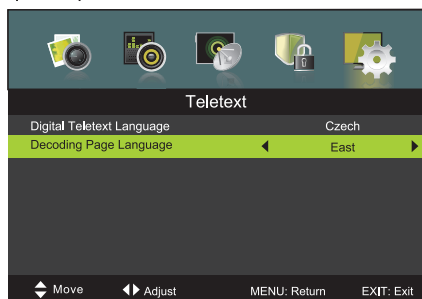 Teletext
Digital Teletext Language Czech
Decoding Page Language East
Move Adjust MENU: Return EXIT: Exit